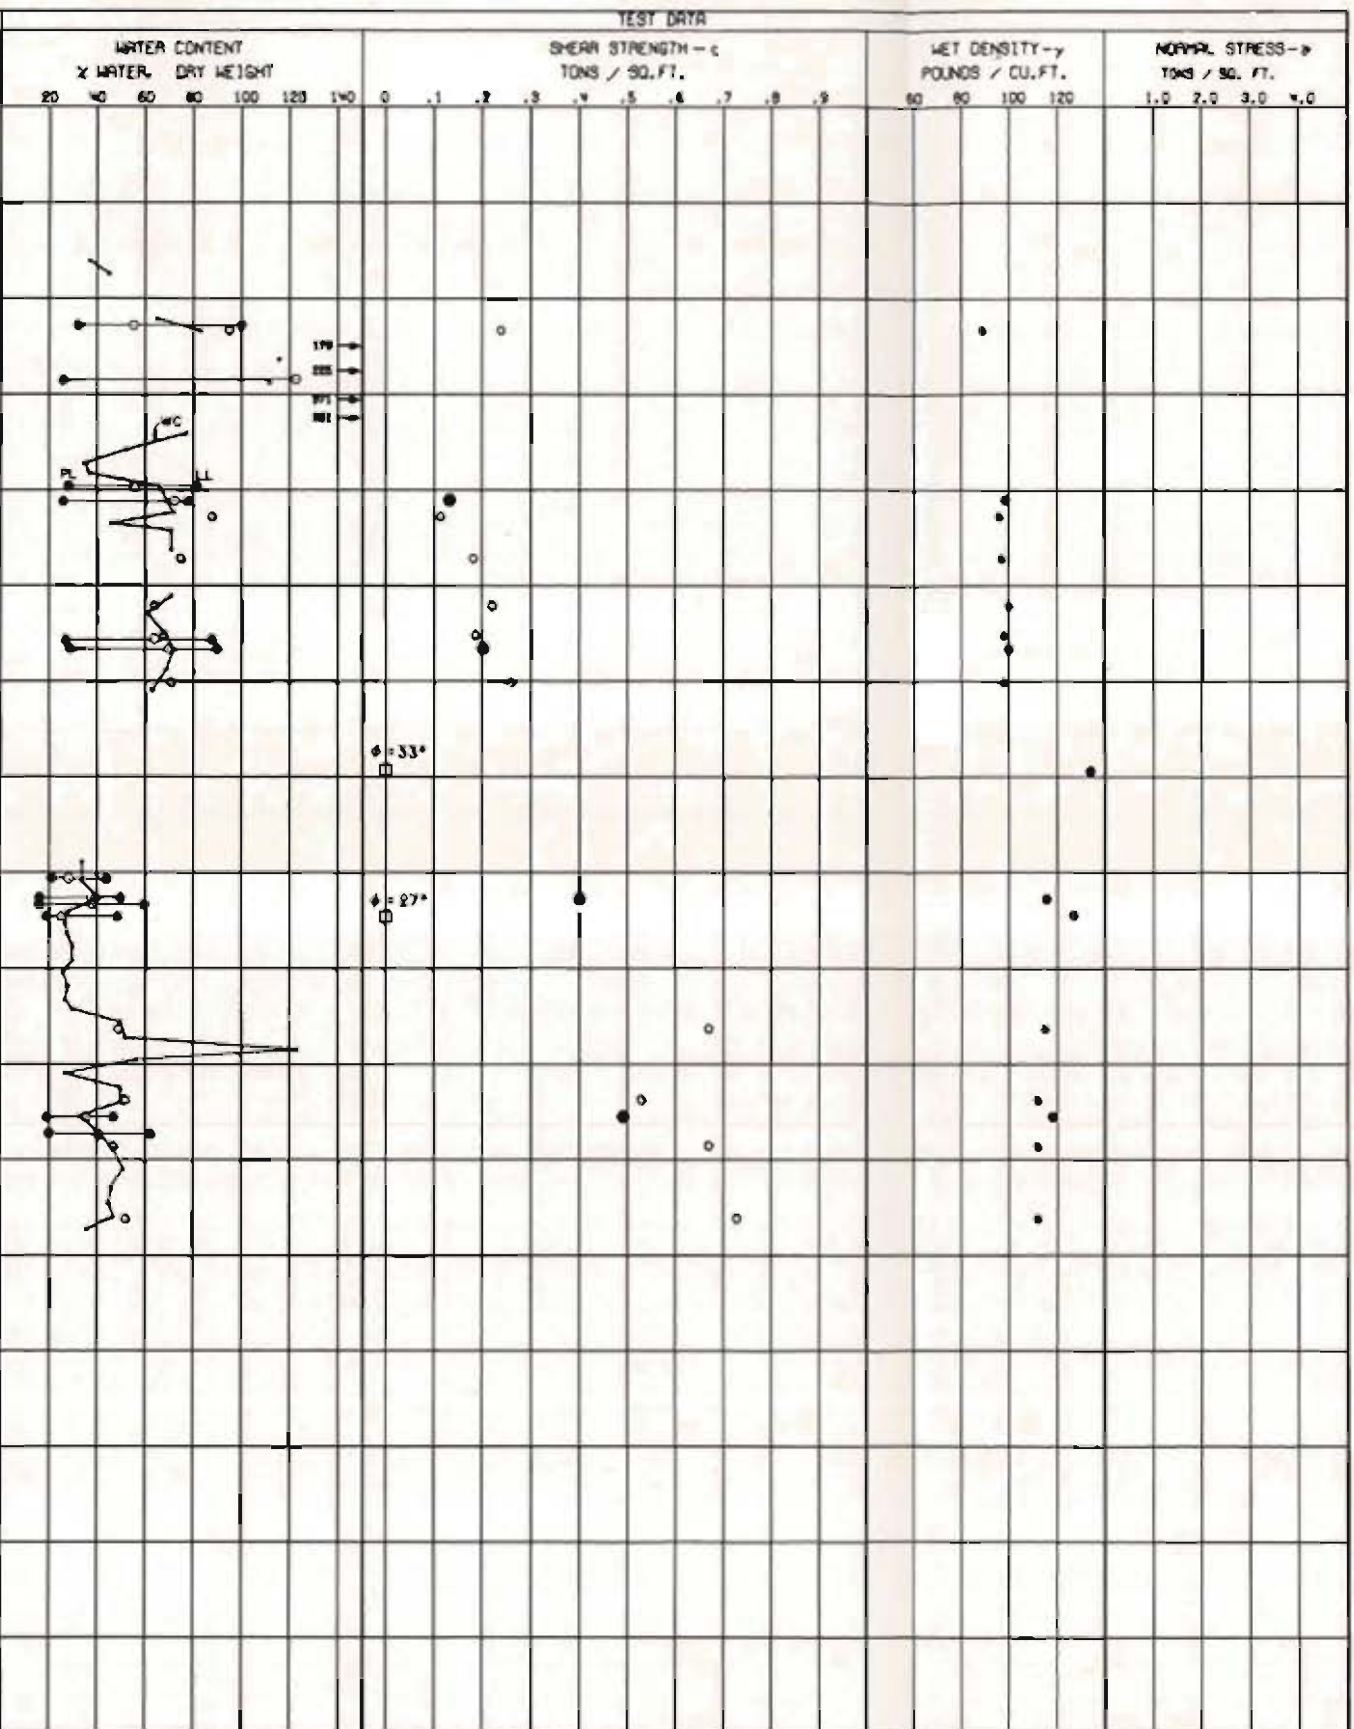 TEST DATA
WATER CONTENT
% WATER, DRY WEIGHT
20 40 60 80 100 120 140
SHEAR STRENGTH - c
TONS / SQ.FT.
0 .1 .2 .3 .4 .5 .6 .7 .8 .9
WET DENSITY - γ
POUNDS / CU.FT.
60 80 100 120
NORMAL STRESS -
TONS / SQ. FT.
1.0 2.0 3.0 4.0
WC
PL LL
ϕ = 33°
ϕ = 27°